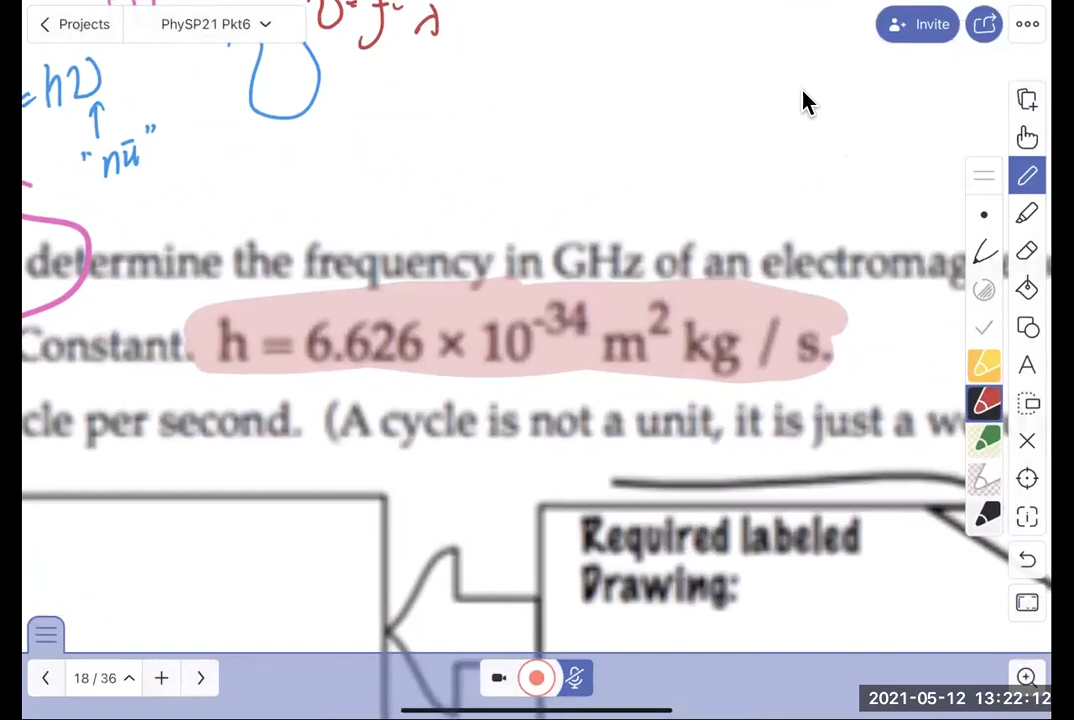 Projects
PhySP21 Pkt6
Invite
v = f · λ
= hυ
"nū"
determine the frequency in GHz of an electromag
Constant. h = 6.626 × 10⁻³⁴ m² kg / s.
cle per second. (A cycle is not a unit, it is just a w
Required labeled
Drawing:
18 / 36
2021-05-12 13:22:12